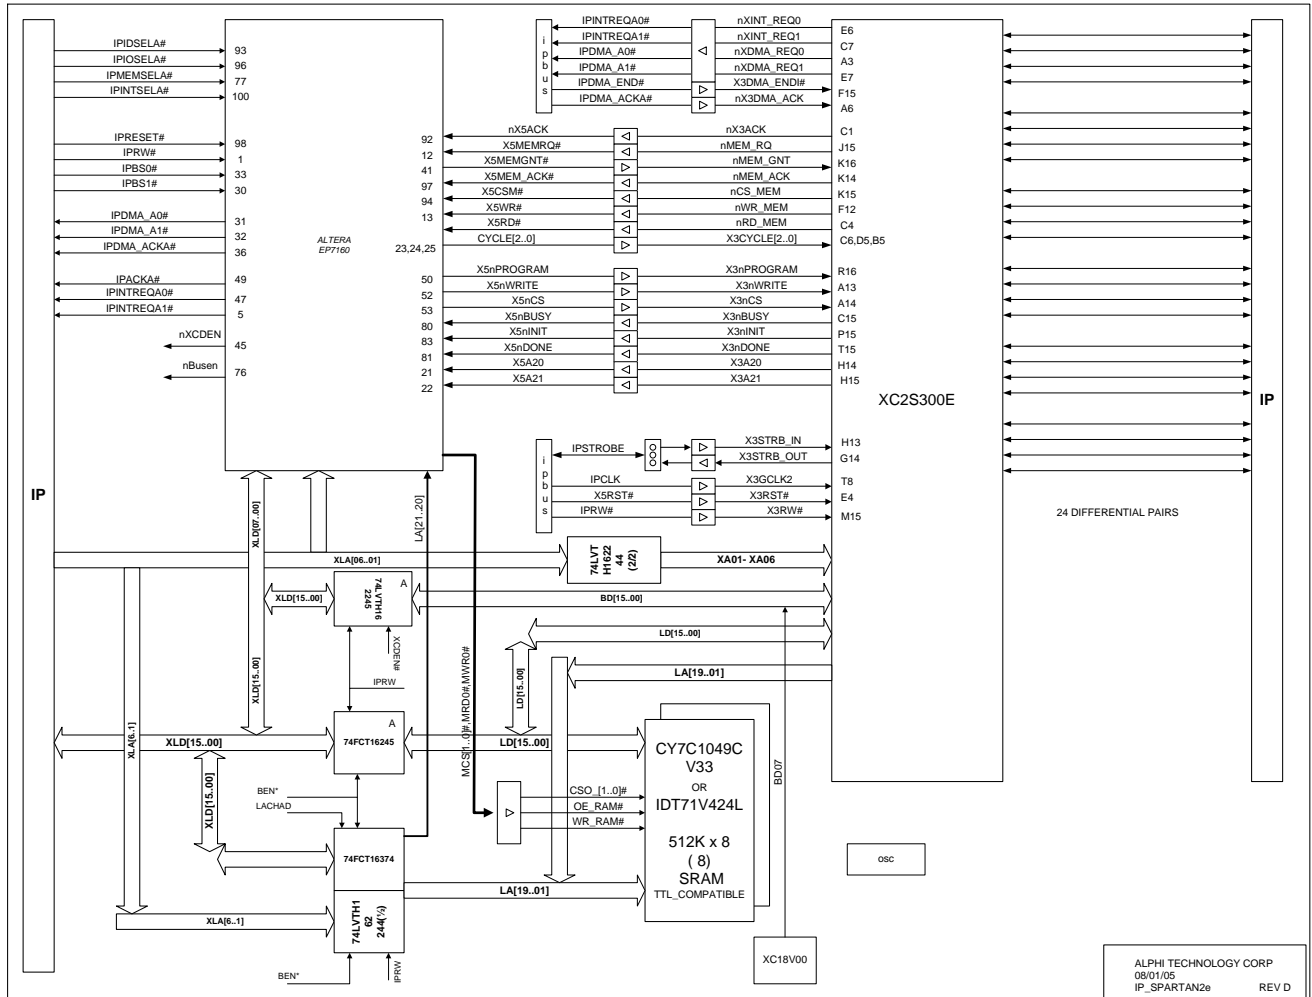 IP
IPIDSELA#
IPIOSELA#
IPMEMSELA#
IPINTSELA#
IPRESET#
IPRW#
IPBS0#
IPBS1#
IPDMA_A0#
IPDMA_A1#
IPDMA_ACKA#
IPACKA#
IPINTREQA0#
IPINTREQA1#
nXCDEN
nBusen
93
96
77
100
98
1
33
30
31
32
36
49
47
5
45
76
ALTERA
EP7160
92
12
41
97
94
13
23,24,25
50
52
53
80
83
81
21
22
ipbus
IPINTREQA0#
IPINTREQA1#
IPDMA_A0#
IPDMA_A1#
IPDMA_END#
IPDMA_ACKA#
nXINT_REQ0
nXINT_REQ1
nXDMA_REQ0
nXDMA_REQ1
X3DMA_ENDI#
nX3DMA_ACK
nX5ACK
X5MEMRQ#
X5MEMGNT#
X5MEM_ACK#
X5CSM#
X5WR#
X5RD#
CYCLE[2..0]
nX3ACK
nMEM_RQ
nMEM_GNT
nMEM_ACK
nCS_MEM
nWR_MEM
nRD_MEM
X3CYCLE[2..0]
X5nPROGRAM
X5nWRITE
X5nCS
X5nBUSY
X5nINIT
X5nDONE
X5A20
X5A21
X3nPROGRAM
X3nWRITE
X3nCS
X3nBUSY
X3nINIT
X3nDONE
X3A20
X3A21
E6
C7
A3
E7
F15
A6
C1
J15
K16
K14
K15
F12
C4
C6,D5,B5
R16
A13
A14
C15
P15
T15
H14
H15
XC2S300E
H13
G14
T8
E4
M15
ipbus
IPSTROBE
IPCLK
X5RST#
IPRW#
X3STRB_IN
X3STRB_OUT
X3GCLK2
X3RST#
X3RW#
IP
24 DIFFERENTIAL PAIRS
XLD[07..00]
LA[21..20]
XLA[06..01]
74LVT
H1622
44
(2/2)
XA01- XA06
XLD[15..00]
74LVTH16
2245
A
BD[15..00]
XCDEN#
IPRW
LD[15..00]
LA[19..01]
XLD[15..00]
LD[15..00]
MCS[1..0]#,MRD0#,MWR0#
XLA[6..1]
XLD[15..00]
74FCT16245
A
LD[15..00]
XLD[15..00]
BEN*
LACHAD
74FCT16374
CSO_[1..0]#
OE_RAM#
WR_RAM#
CY7C1049C
V33
OR
IDT71V424L
512K x 8
( 8)
SRAM
TTL_COMPATIBLE
BD07
LA[19..01]
XLA[6..1]
74LVTH1
62
244(½)
BEN*
IPRW
XC18V00
OSC
ALPHI TECHNOLOGY CORP
08/01/05
IP_SPARTAN2e REV D